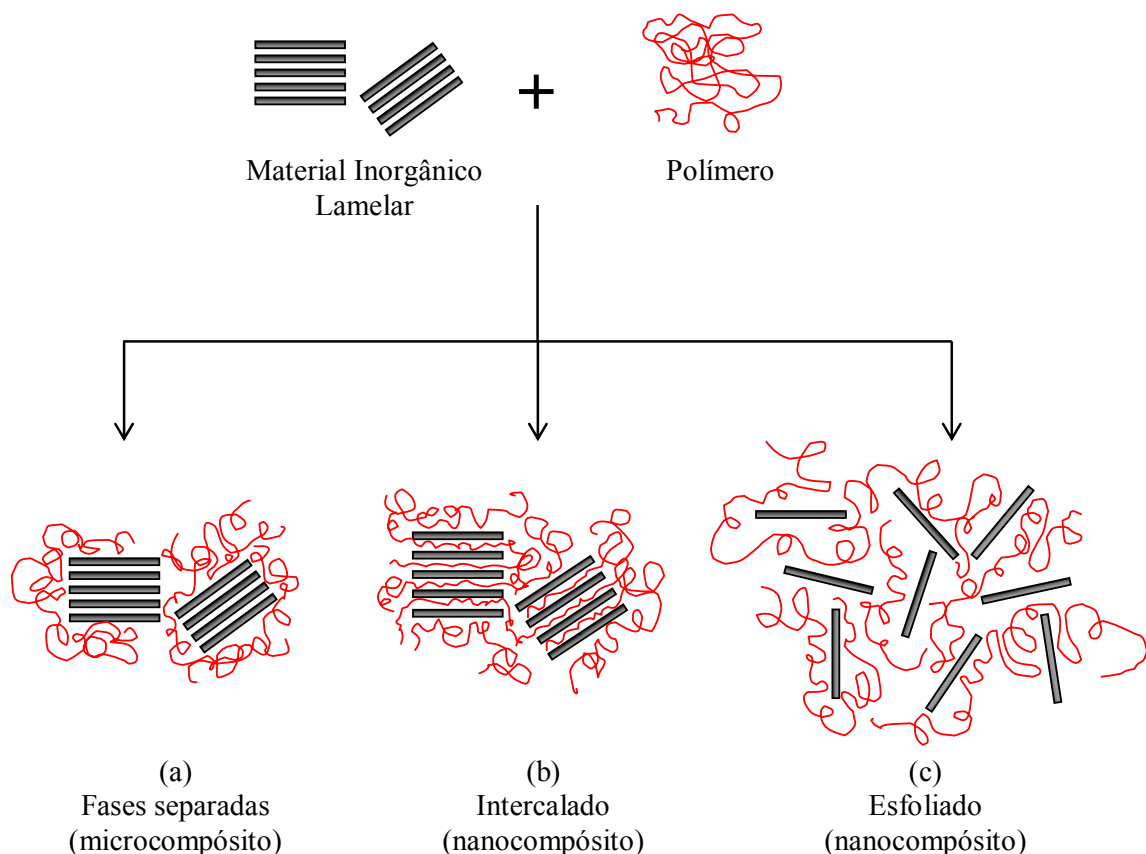 +
Material Inorgânico
Lamelar
Polímero
(a)
Fases separadas
(microcompósito)
(b)
Intercalado
(nanocompósito)
(c)
Esfoliado
(nanocompósito)